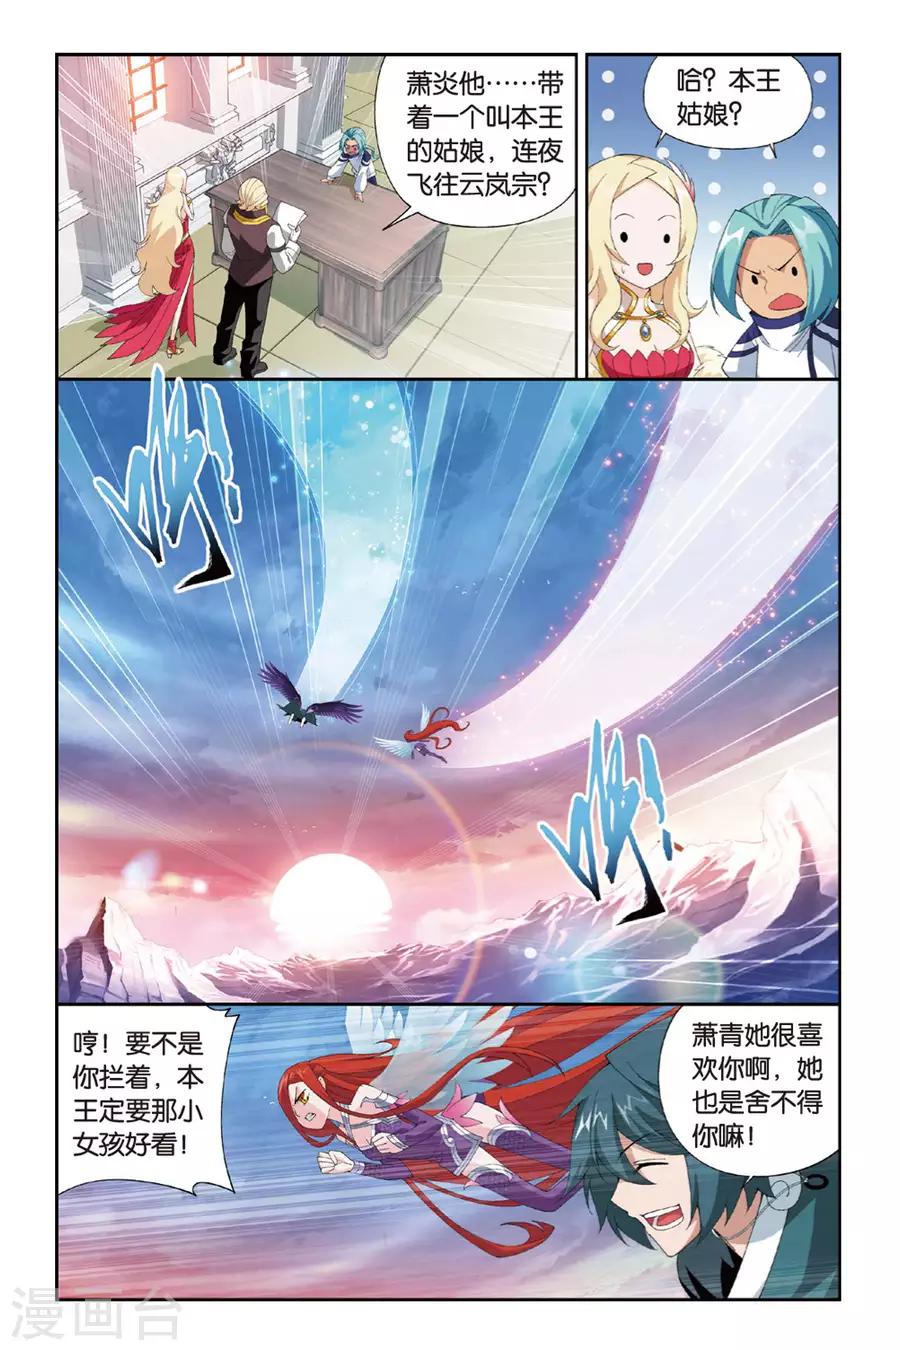 萧炎他……带
着一个叫本王
的姑娘，连夜
飞往云岚宗？
哈？本王
姑娘？
咻！
咻！
哼！要不是
你拦着，本
王定要那小
女孩好看！
萧青她很喜
欢你啊，她
也是舍不得
你嘛！
漫画台